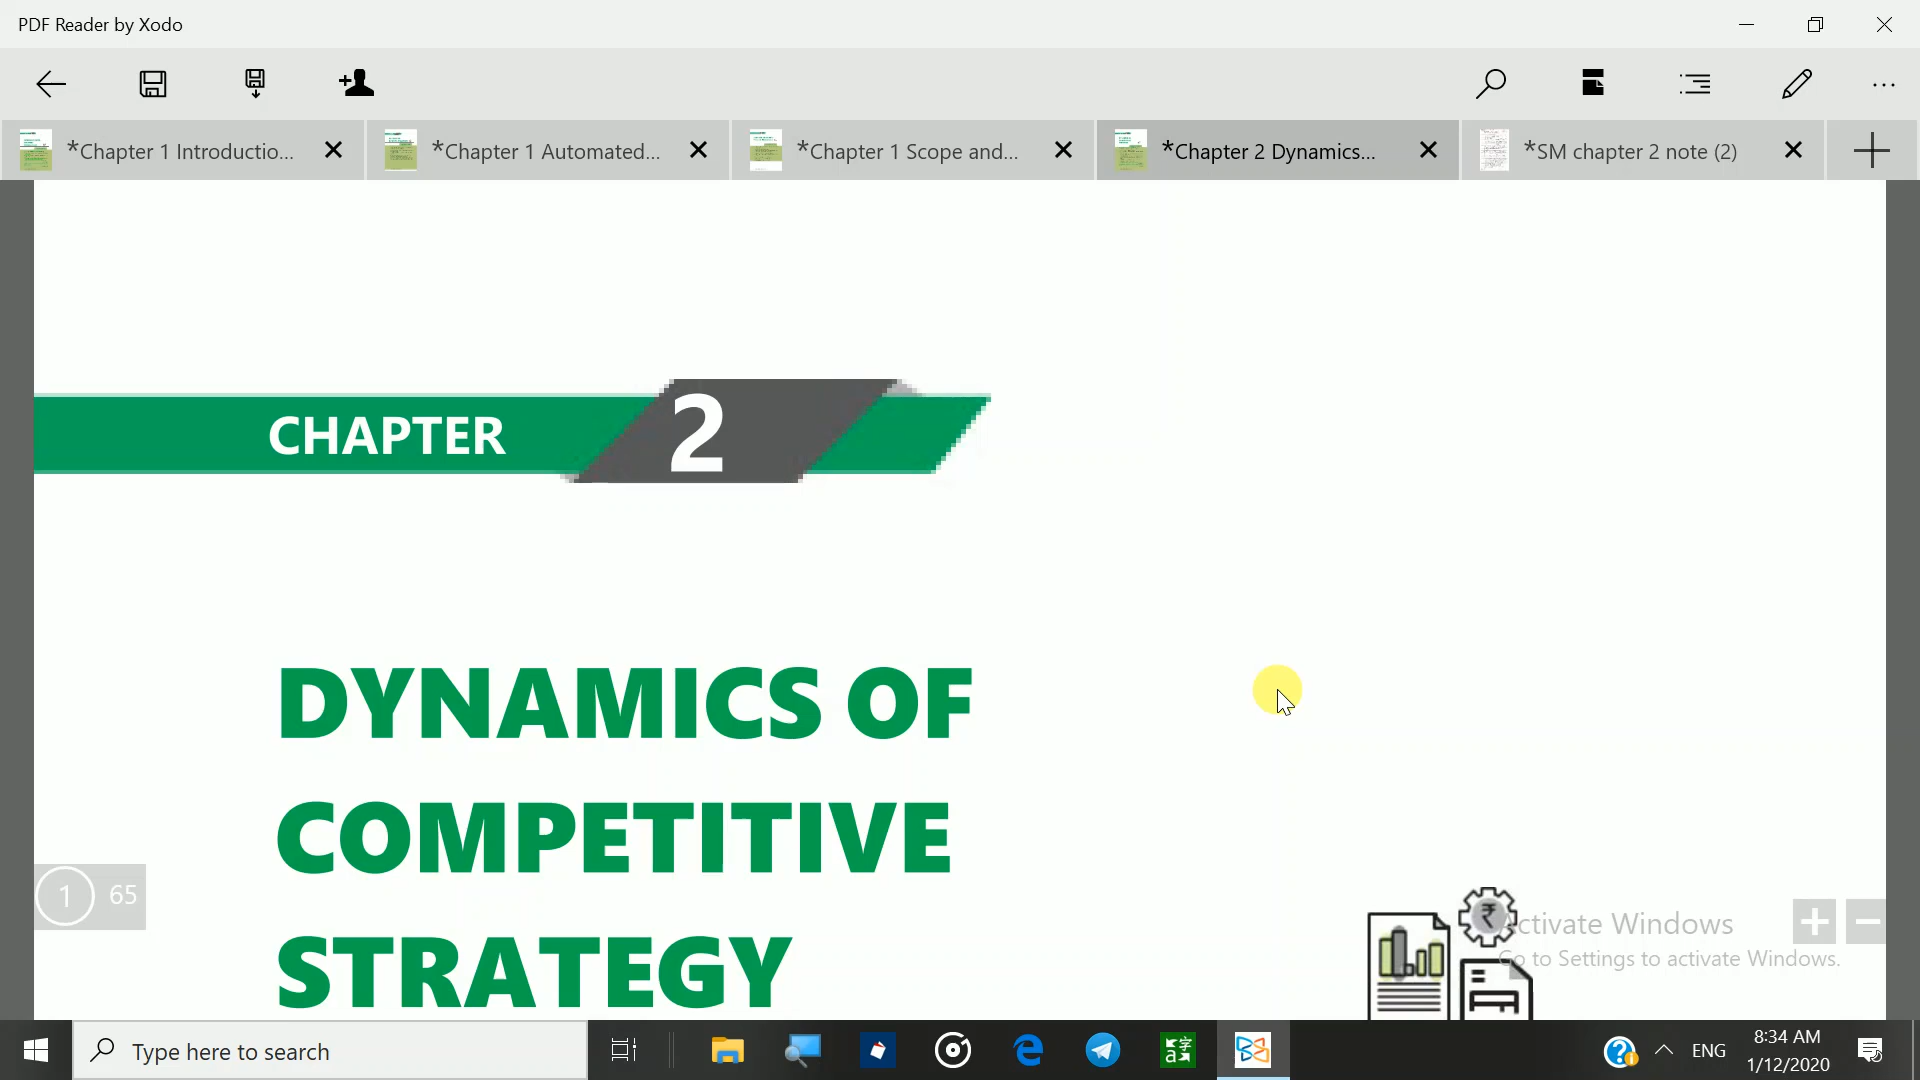 PDF Reader by Xodo
*Chapter 1 Introductio...
*Chapter 1 Automated...
*Chapter 1 Scope and...
*Chapter 2 Dynamics...
*SM chapter 2 note (2)
CHAPTER 2
DYNAMICS OF
COMPETITIVE
STRATEGY
1 65
₹
ctivate Windows
Go to Settings to activate Windows.
Type here to search
ENG
8:34 AM
1/12/2020